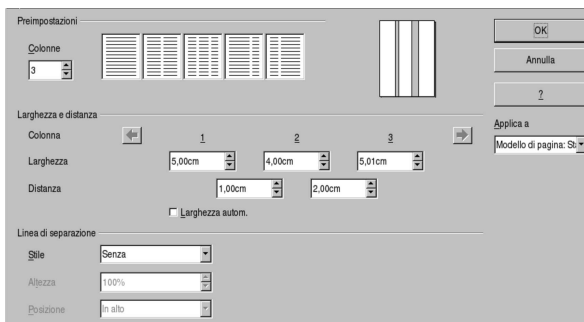 Preimpostazioni
Colonne
3
OK
Annulla
?
Larghezza e distanza
Applica a
Colonna 1 2 3
Modello di pagina: Sta
Larghezza 5,00cm 4,00cm 5,01cm
Distanza 1,00cm 2,00cm
Larghezza autom.
Linea di separazione
Stile Senza
Altezza 100%
Posizione In alto